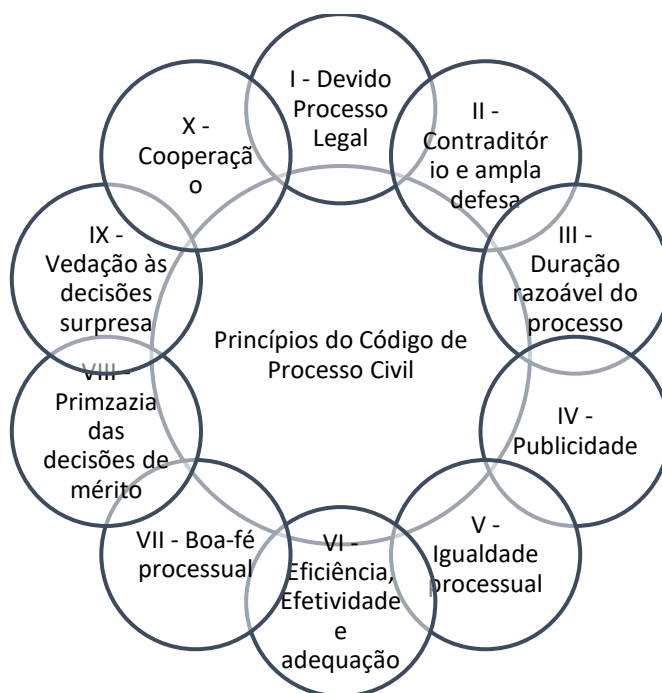 I - Devido
Processo
Legal
II -
Contraditór
io e ampla
defesa
III -
Duração
razoável do
processo
IV -
Publicidade
V -
Igualdade
processual
VI -
Eficiência,
Efetividade
e
adequação
VII - Boa-fé
processual
VIII -
Primzazia
das
decisões de
mérito
IX -
Vedação às
decisões
surpresa
X -
Cooperaçã
o
Princípios do Código de
Processo Civil